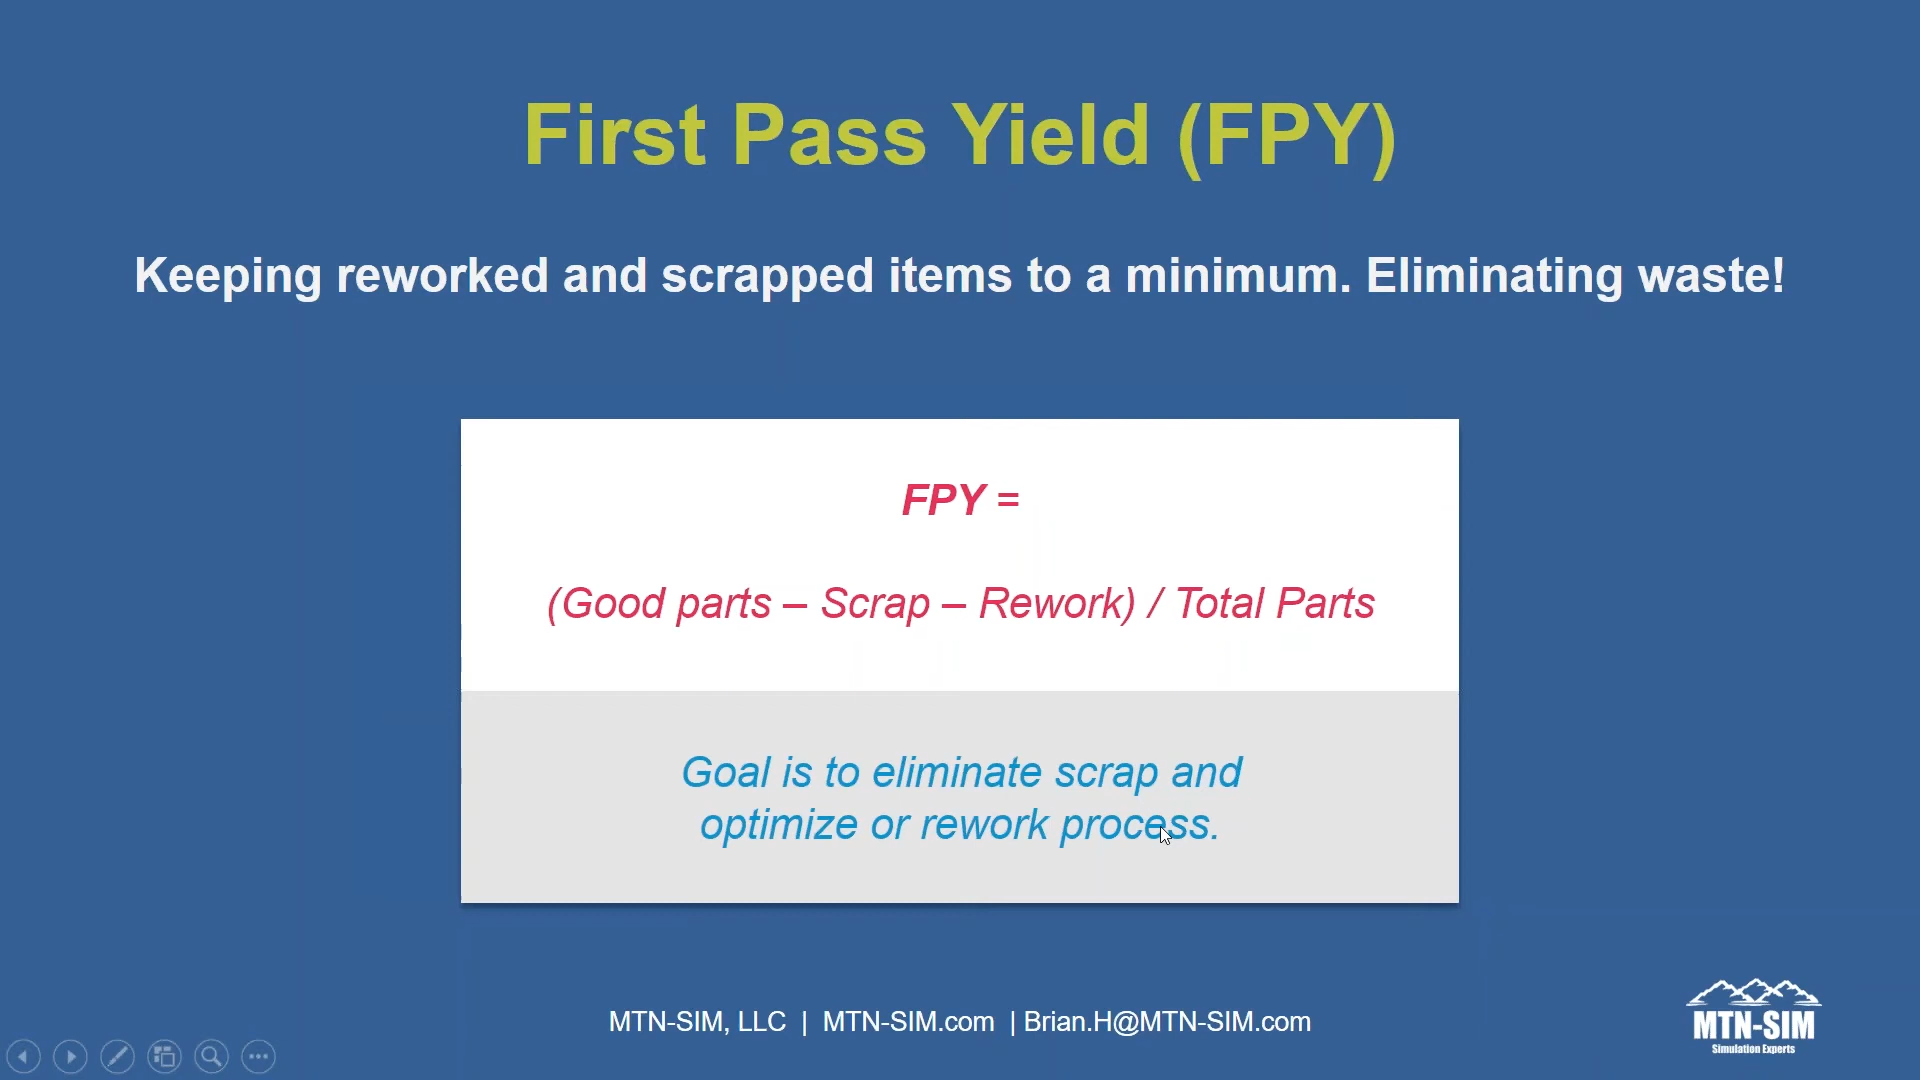 First Pass Yield (FPY)
Keeping reworked and scrapped items to a minimum. Eliminating waste!
FPY =
(Good parts – Scrap – Rework) / Total Parts
Goal is to eliminate scrap and
optimize or rework process.
MTN-SIM, LLC | MTN-SIM.com | Brian.H@MTN-SIM.com
MTN-SIM
Simulation Experts